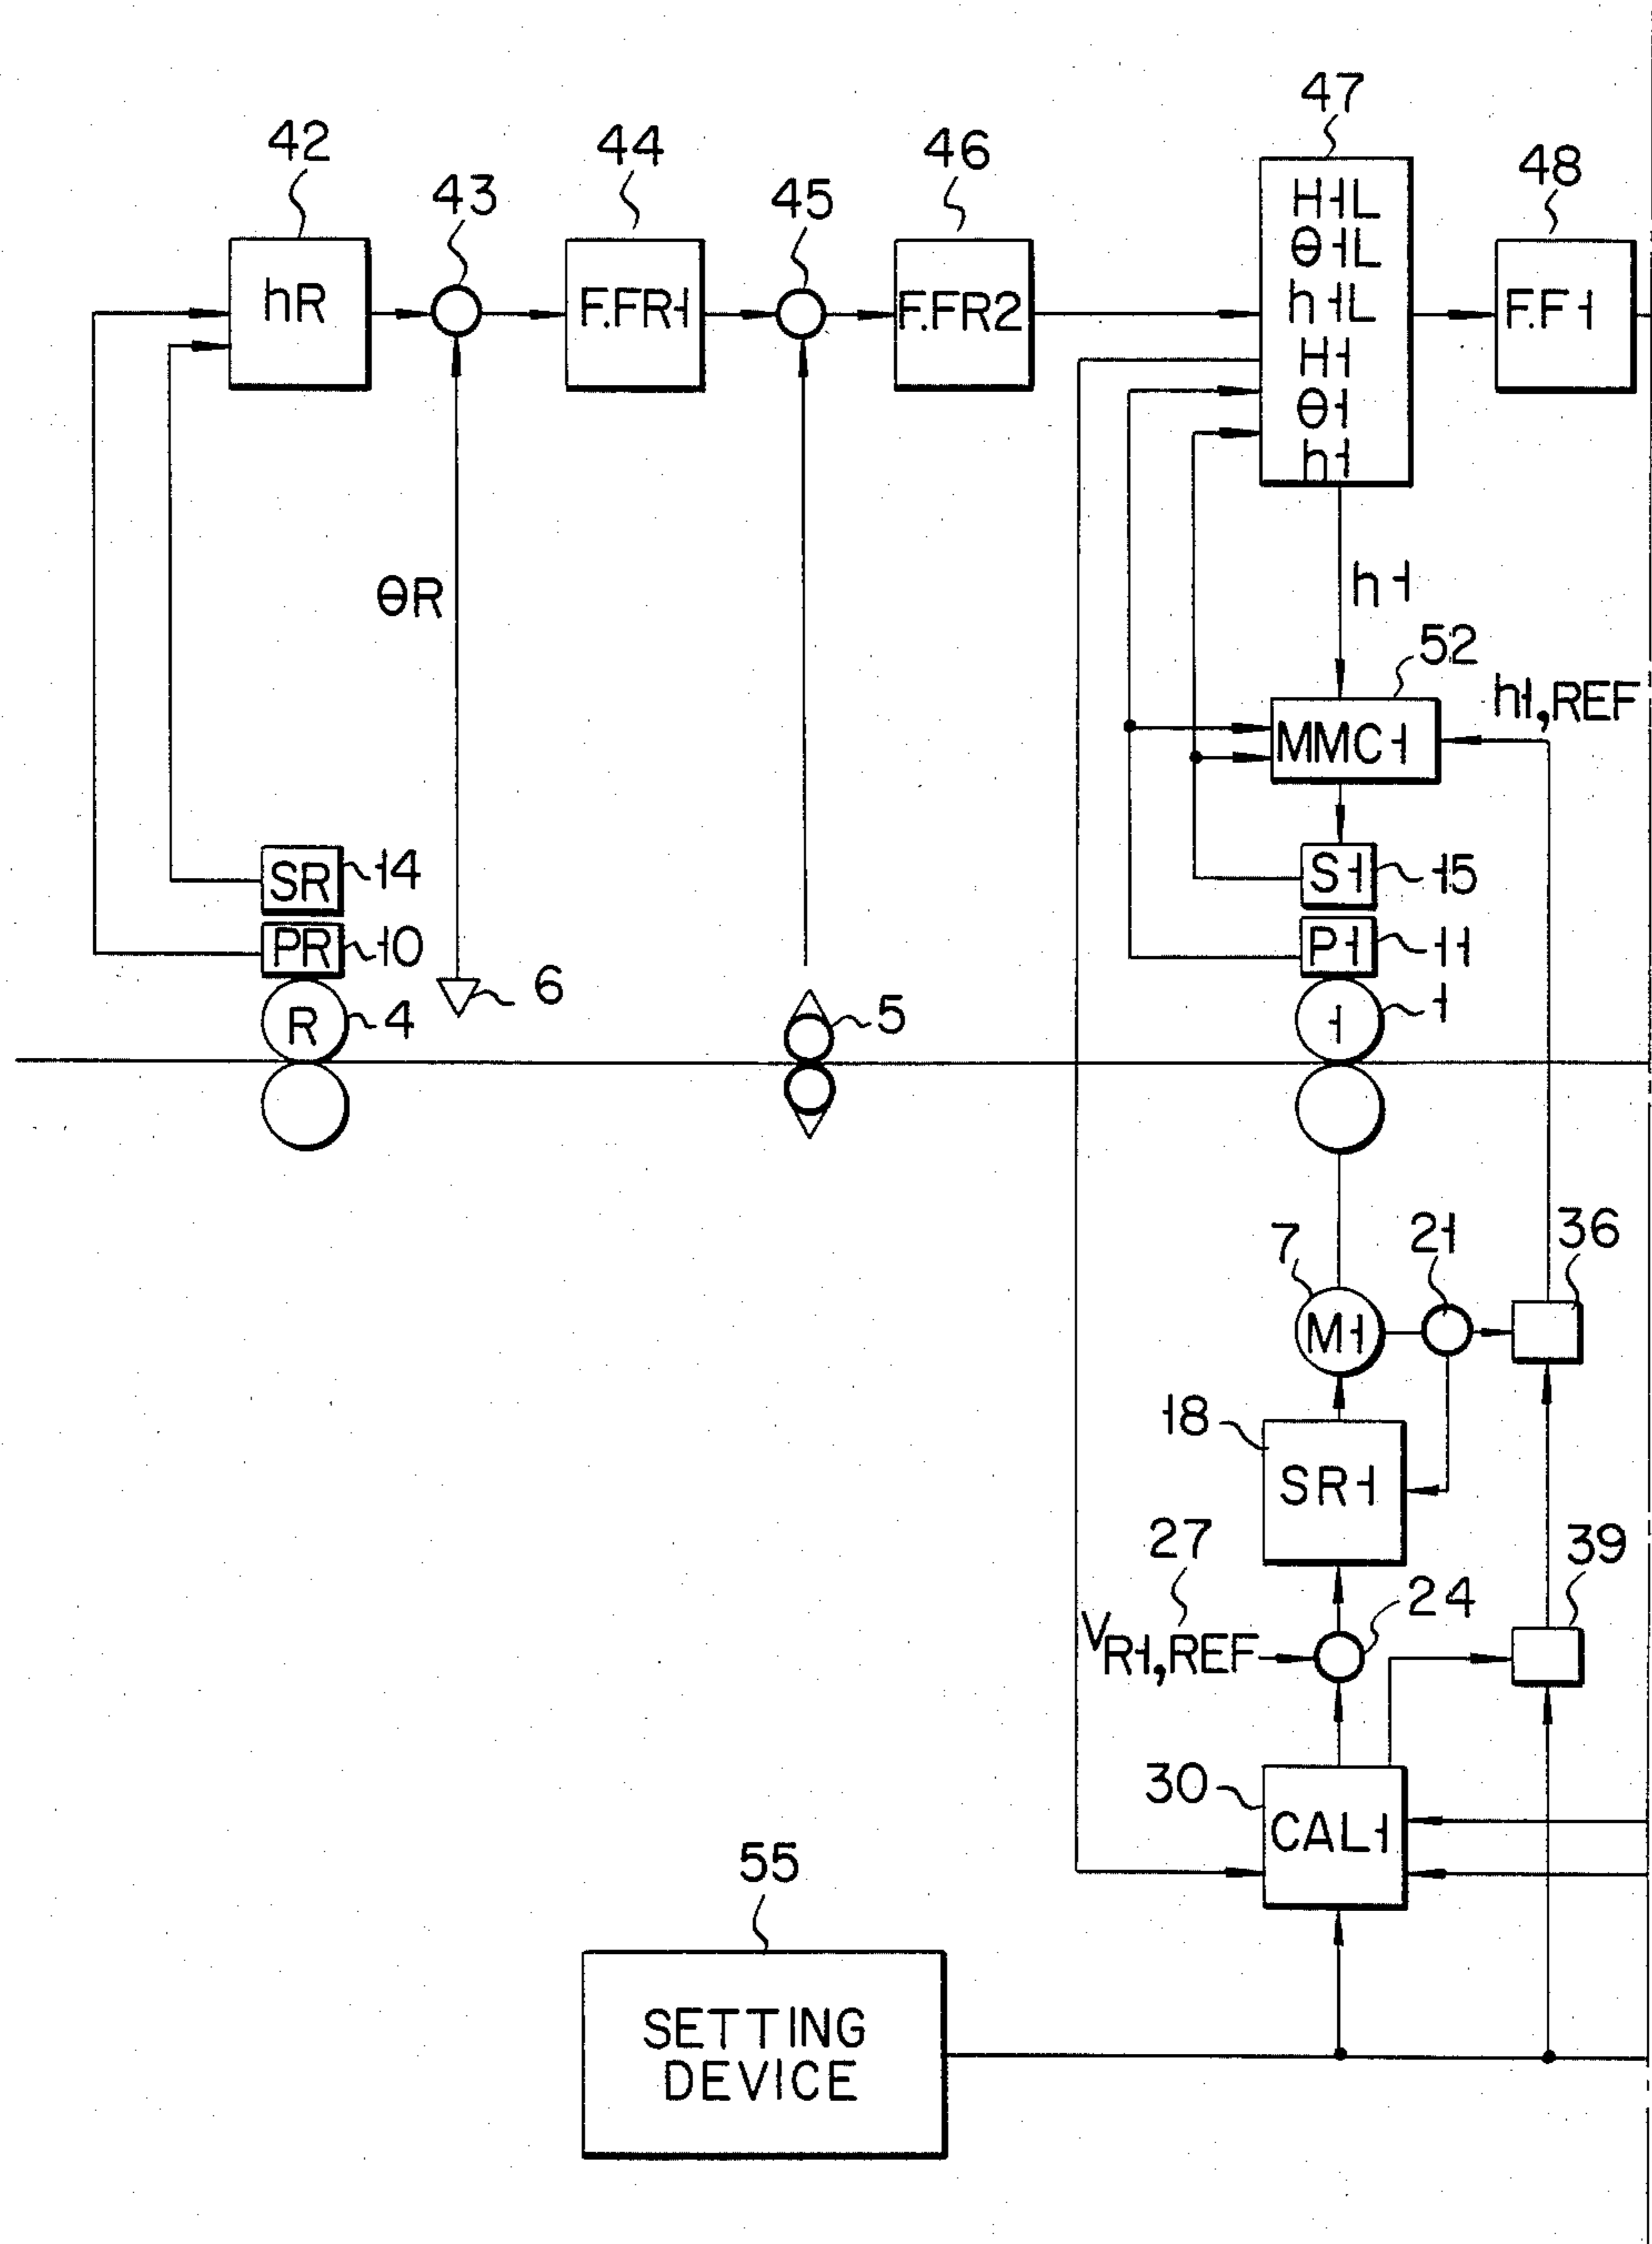 47
42
44
46
48
43
45
H1L
θ1L
h1L
H1
θ1
h1
hR
F.FR1
F.FR2
F.F1
θR
h1
52
h1,REF
MMC1
SR
14
S1
15
PR
10
P1
11
6
R
4
5
1
1
7
21
36
M1
18
SR1
27
39
24
VR1,REF
30
CAL1
55
SETTING
DEVICE